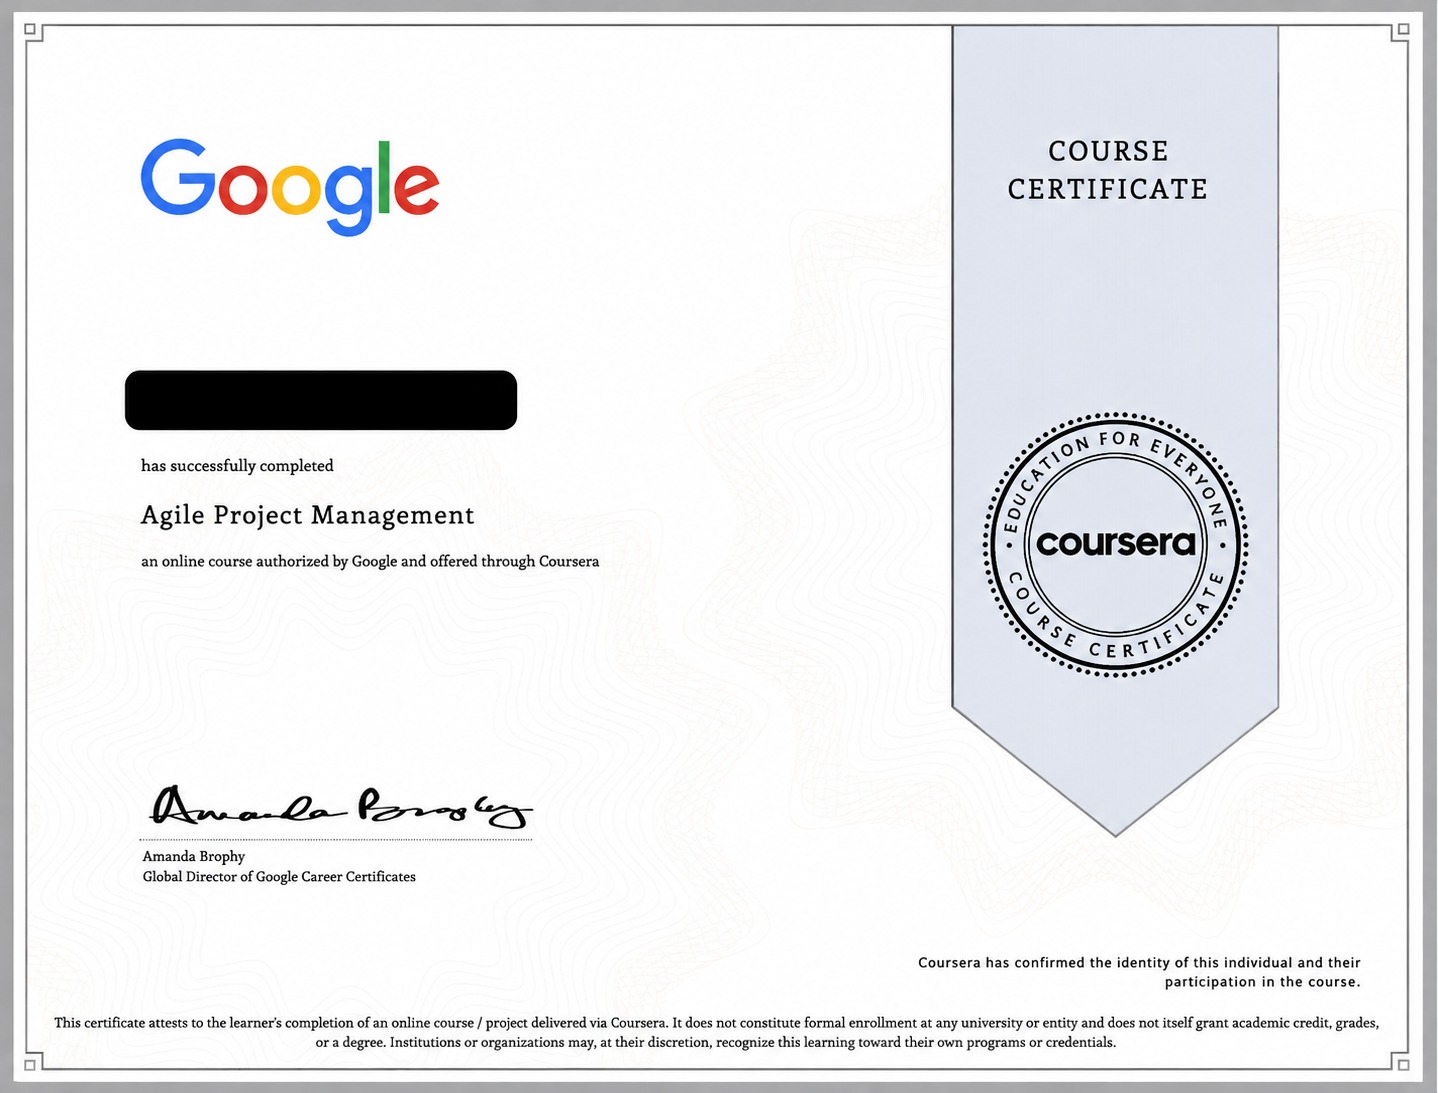 Google
COURSE
CERTIFICATE
has successfully completed
Agile Project Management
an online course authorized by Google and offered through Coursera
EDUCATION FOR EVERYONE
coursera
COURSE CERTIFICATE
Amanda Brophy
Amanda Brophy
Global Director of Google Career Certificates
Coursera has confirmed the identity of this individual and their
participation in the course.
This certificate attests to the learner's completion of an online course / project delivered via Coursera. It does not constitute formal enrollment at any university or entity and does not itself grant academic credit, grades,
or a degree. Institutions or organizations may, at their discretion, recognize this learning toward their own programs or credentials.